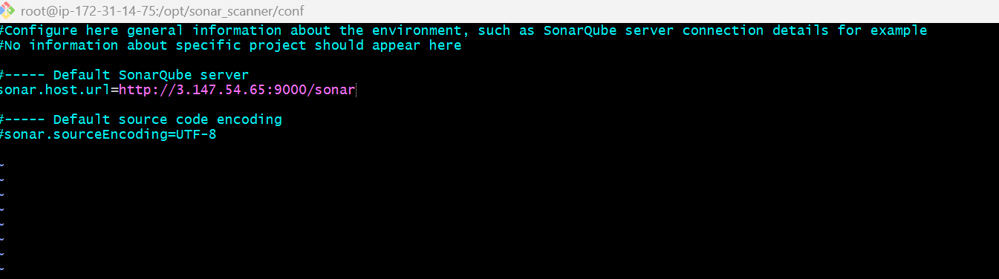 root@ip-172-31-14-75:/opt/sonar_scanner/conf
#Configure here general information about the environment, such as SonarQube server connection details for example
#No information about specific project should appear here
#----- Default SonarQube server
sonar.host.url=http://3.147.54.65:9000/sonar
#----- Default source code encoding
#sonar.sourceEncoding=UTF-8
~
~
~
~
~
~
~
~